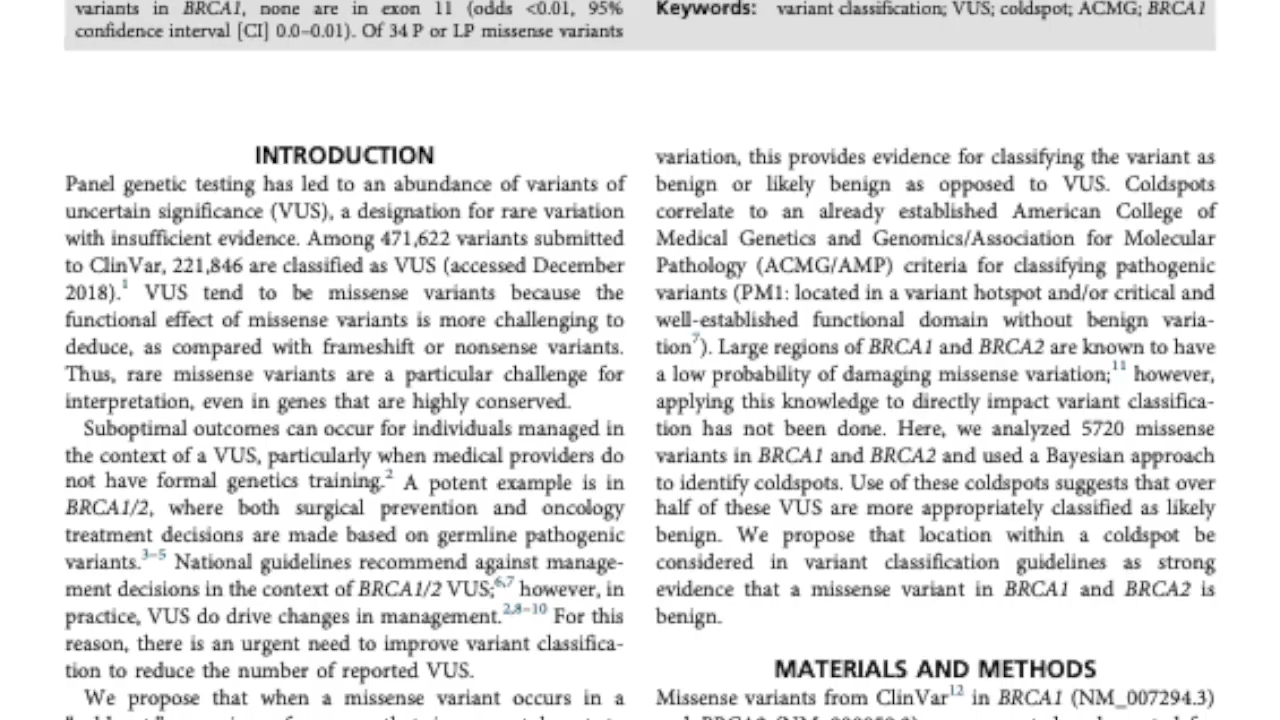 variants in BRCA1, none are in exon 11 (odds <0.01, 95%
confidence interval [CI] 0.0–0.01). Of 34 P or LP missense variants
Keywords: variant classification; VUS; coldspot; ACMG; BRCA1
INTRODUCTION
Panel genetic testing has led to an abundance of variants of
uncertain significance (VUS), a designation for rare variation
with insufficient evidence. Among 471,622 variants submitted
to ClinVar, 221,846 are classified as VUS (accessed December
2018).1 VUS tend to be missense variants because the
functional effect of missense variants is more challenging to
deduce, as compared with frameshift or nonsense variants.
Thus, rare missense variants are a particular challenge for
interpretation, even in genes that are highly conserved.
Suboptimal outcomes can occur for individuals managed in
the context of a VUS, particularly when medical providers do
not have formal genetics training.2 A potent example is in
BRCA1/2, where both surgical prevention and oncology
treatment decisions are made based on germline pathogenic
variants.3–5 National guidelines recommend against manage-
ment decisions in the context of BRCA1/2 VUS;6,7 however, in
practice, VUS do drive changes in management.2,8–10 For this
reason, there is an urgent need to improve variant classifica-
tion to reduce the number of reported VUS.
We propose that when a missense variant occurs in a
variation, this provides evidence for classifying the variant as
benign or likely benign as opposed to VUS. Coldspots
correlate to an already established American College of
Medical Genetics and Genomics/Association for Molecular
Pathology (ACMG/AMP) criteria for classifying pathogenic
variants (PM1: located in a variant hotspot and/or critical and
well-established functional domain without benign varia-
tion7). Large regions of BRCA1 and BRCA2 are known to have
a low probability of damaging missense variation;11 however,
applying this knowledge to directly impact variant classifica-
tion has not been done. Here, we analyzed 5720 missense
variants in BRCA1 and BRCA2 and used a Bayesian approach
to identify coldspots. Use of these coldspots suggests that over
half of these VUS are more appropriately classified as likely
benign. We propose that location within a coldspot be
considered in variant classification guidelines as strong
evidence that a missense variant in BRCA1 and BRCA2 is
benign.
MATERIALS AND METHODS
Missense variants from ClinVar12 in BRCA1 (NM_007294.3)